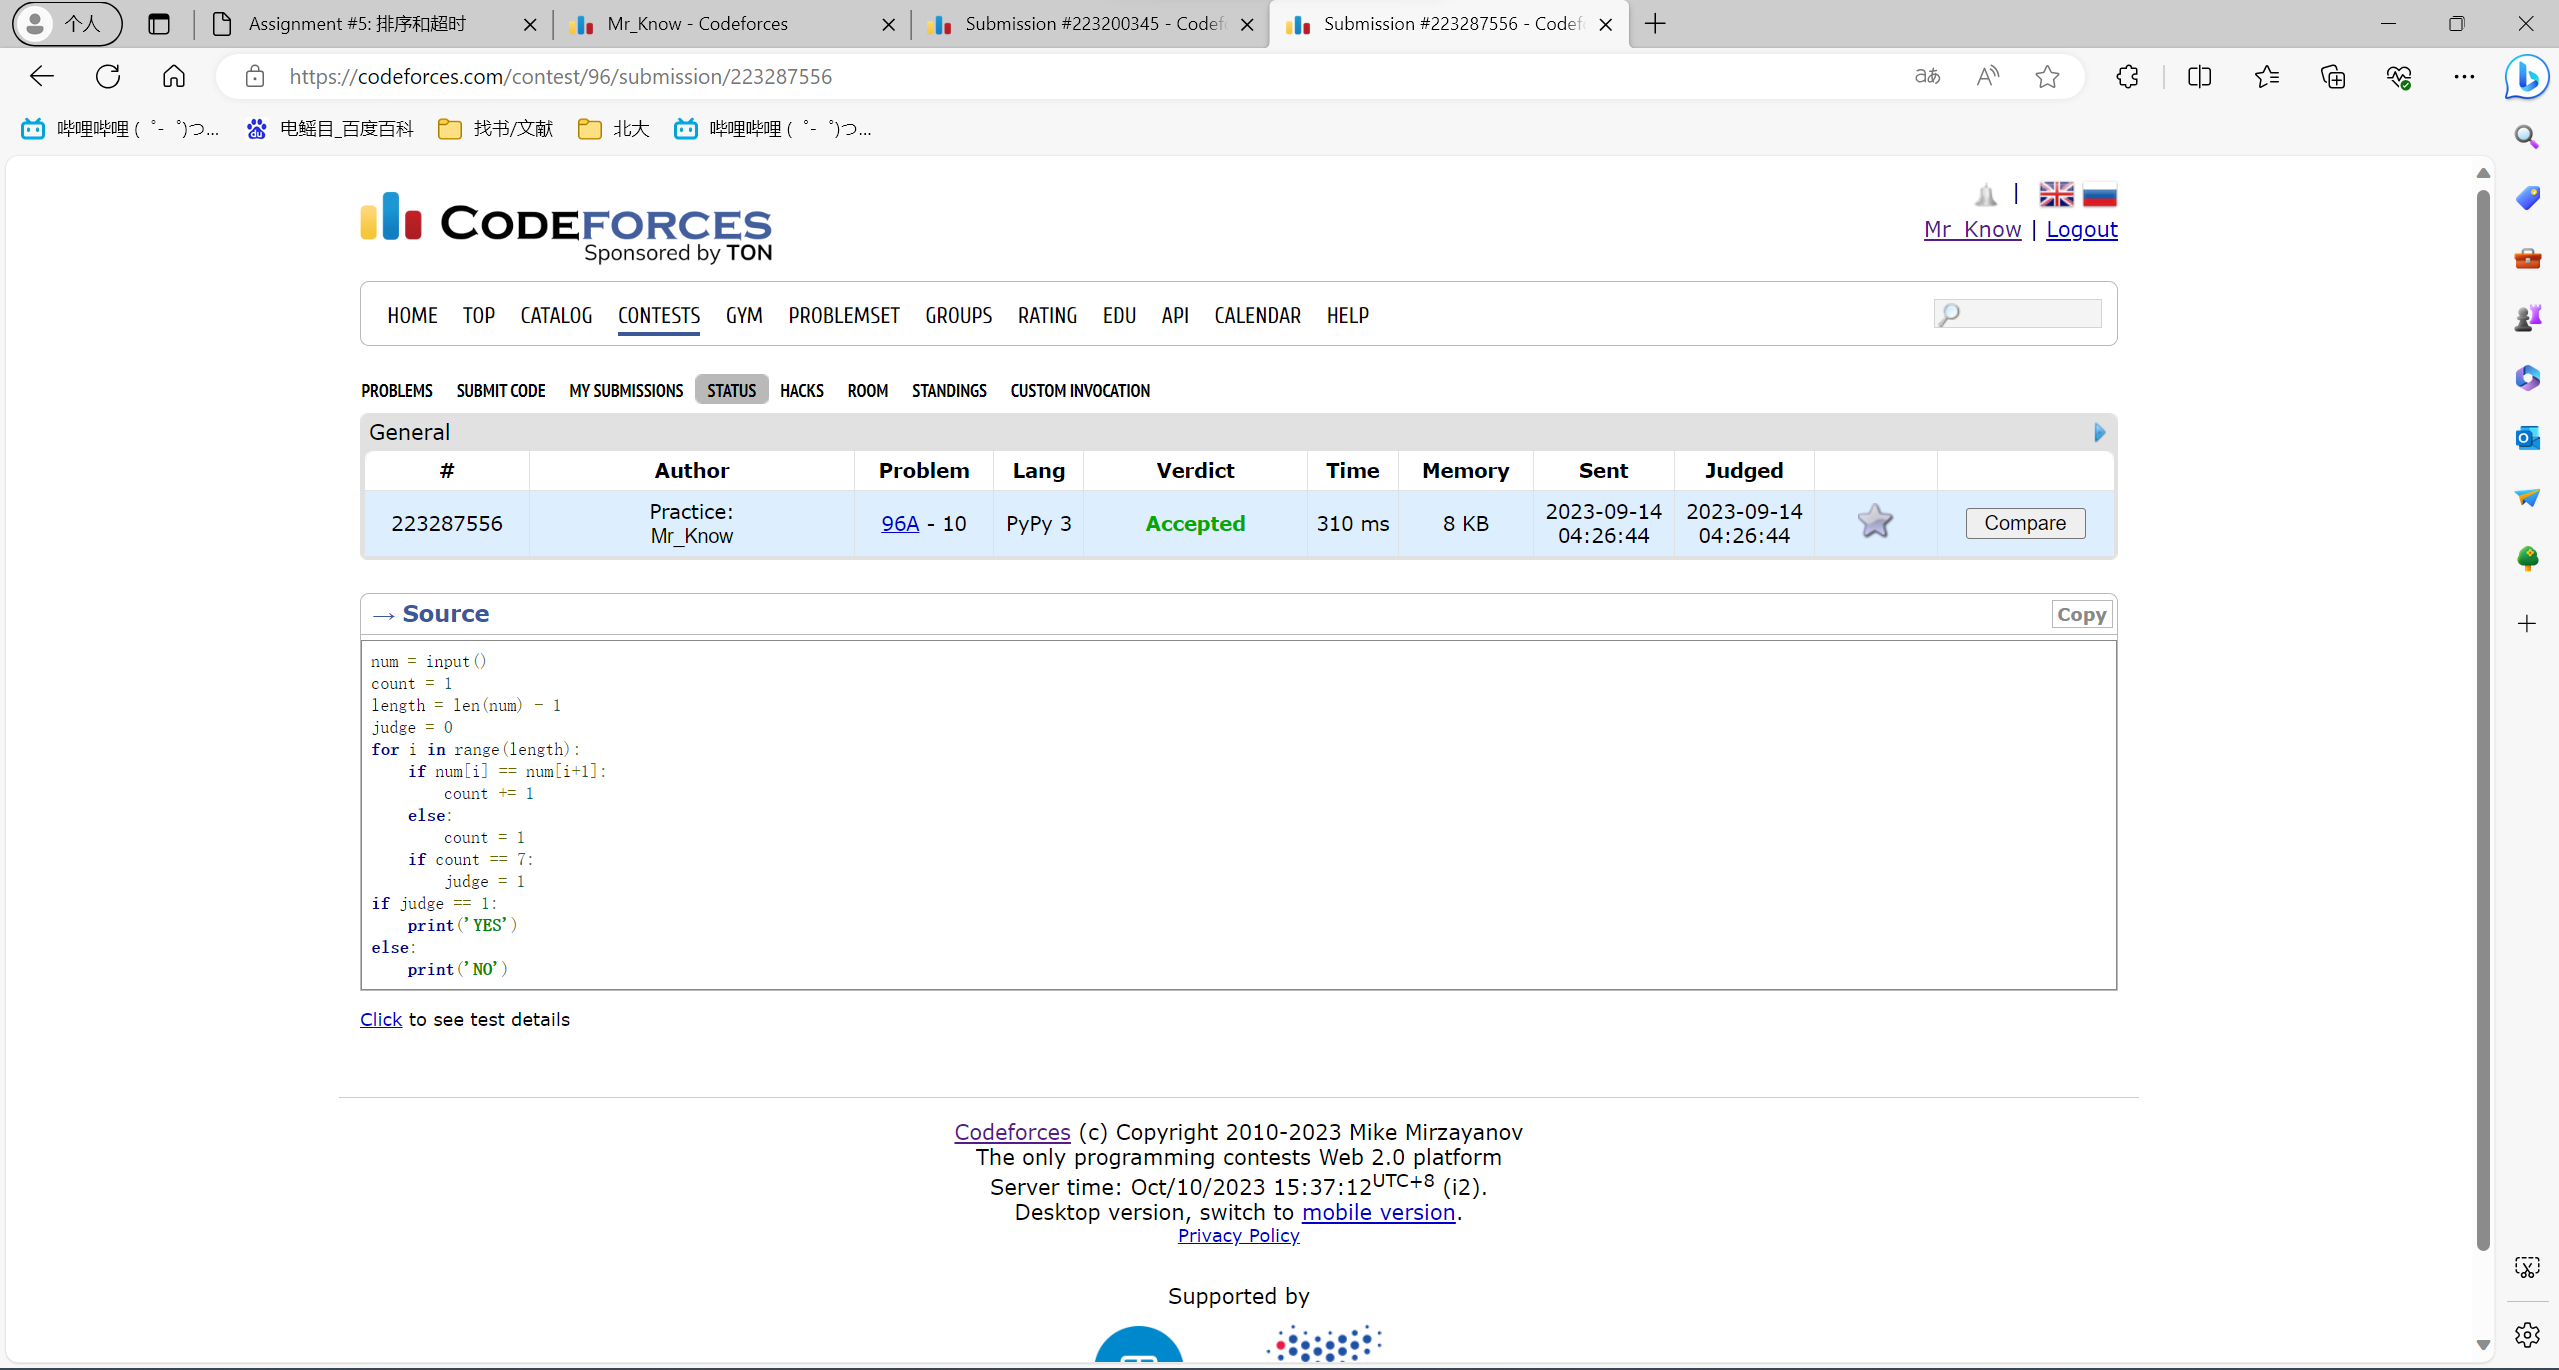 个人
Assignment #5: 排序和超时
Mr_Know - Codeforces
Submission #223200345 - Codef
Submission #223287556 - Codef
https://codeforces.com/contest/96/submission/223287556
哔哩哔哩 (゜-゜)つ...
电鳐目_百度百科
找书/文献
北大
哔哩哔哩 (゜-゜)つ...
CODEFORCES
Sponsored by TON
Mr_Know | Logout
HOME TOP CATALOG CONTESTS GYM PROBLEMSET GROUPS RATING EDU API CALENDAR HELP
PROBLEMS SUBMIT CODE MY SUBMISSIONS STATUS HACKS ROOM STANDINGS CUSTOM INVOCATION
General
# Author Problem Lang Verdict Time Memory Sent Judged
223287556 Practice: Mr_Know 96A - 10 PyPy 3 Accepted 310 ms 8 KB 2023-09-14 04:26:44 2023-09-14 04:26:44 Compare
→ Source
Copy
num = input()
count = 1
length = len(num) - 1
judge = 0
for i in range(length):
    if num[i] == num[i+1]:
        count += 1
    else:
        count = 1
    if count == 7:
        judge = 1
if judge == 1:
    print('YES')
else:
    print('NO')
Click to see test details
Codeforces (c) Copyright 2010-2023 Mike Mirzayanov
The only programming contests Web 2.0 platform
Server time: Oct/10/2023 15:37:12 UTC+8 (i2).
Desktop version, switch to mobile version.
Privacy Policy
Supported by